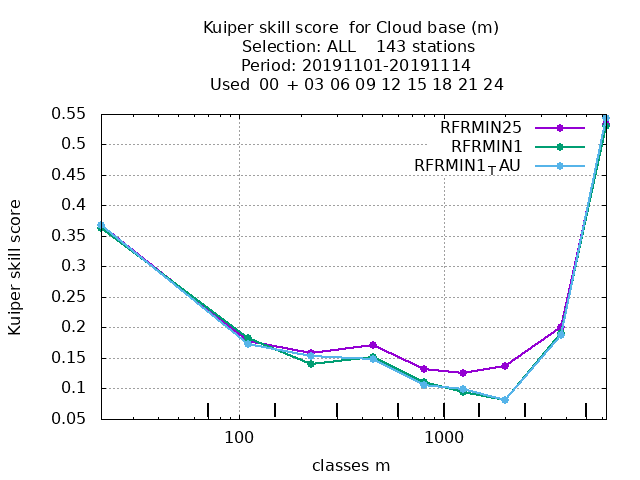 Kuiper skill score  for Cloud base (m)
Selection: ALL    143 stations
Period: 20191101-20191114
Used  00 + 03 06 09 12 15 18 21 24
0.55
RFRMIN25
0.5
RFRMIN1
RFRMIN1TAU
0.45
0.4
0.35
0.3
0.25
0.2
0.15
0.1
0.05
Kuiper skill score
100 1000
classes m